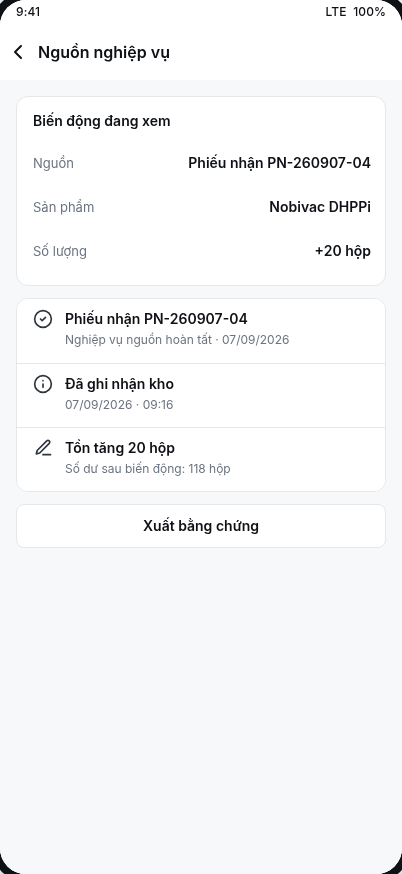 9:41
LTE 100%
Nguồn nghiệp vụ
Biến động đang xem
Nguồn
Phiếu nhận PN-260907-04
Sản phẩm
Nobivac DHPPi
Số lượng
+20 hộp
Phiếu nhận PN-260907-04
Nghiệp vụ nguồn hoàn tất · 07/09/2026
Đã ghi nhận kho
07/09/2026 · 09:16
Tồn tăng 20 hộp
Số dư sau biến động: 118 hộp
Xuất bằng chứng